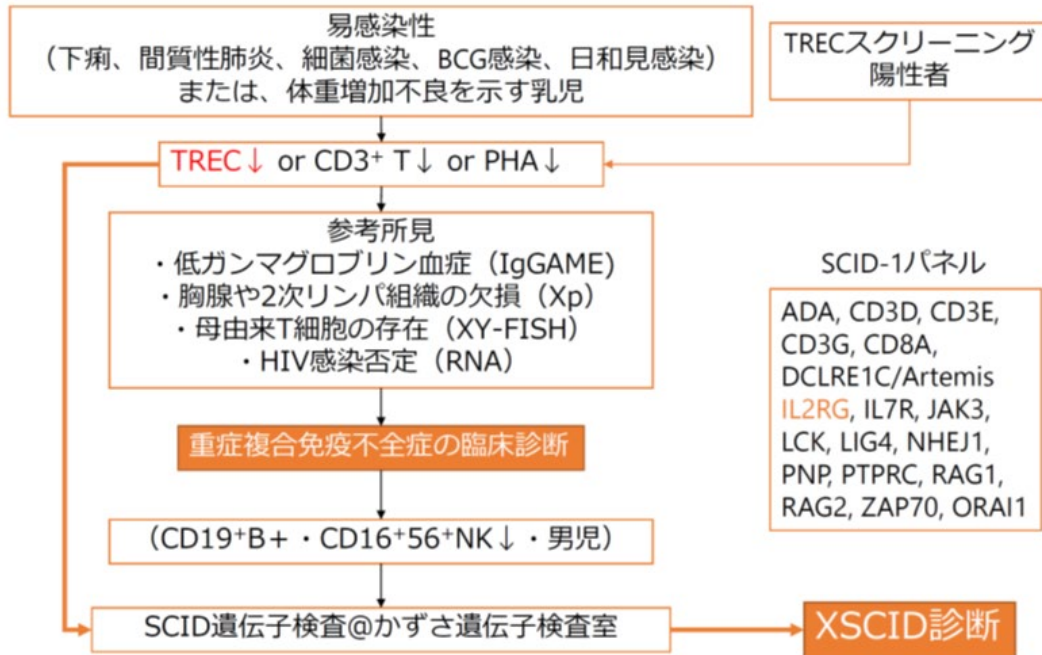 易感染性
(下痢、間質性肺炎、細菌感染、BCG感染、日和見感染)
または、体重増加不良を示す乳児
TRECスクリーニング
陽性者
TREC↓ or CD3⁺ T↓ or PHA↓
参考所見
・低ガンマグロブリン血症（IgGAME)
・胸腺や2次リンパ組織の欠損（Xp）
・母由来T細胞の存在（XY-FISH）
・HIV感染否定（RNA）
重症複合免疫不全症の臨床診断
（CD19⁺B＋・CD16⁺56⁺NK↓・男児）
SCID遺伝子検査@かずさ遺伝子検査室
XSCID診断
SCID-1パネル
ADA, CD3D, CD3E,
CD3G, CD8A,
DCLRE1C/Artemis
IL2RG, IL7R, JAK3,
LCK, LIG4, NHEJ1,
PNP, PTPRC, RAG1,
RAG2, ZAP70, ORAI1